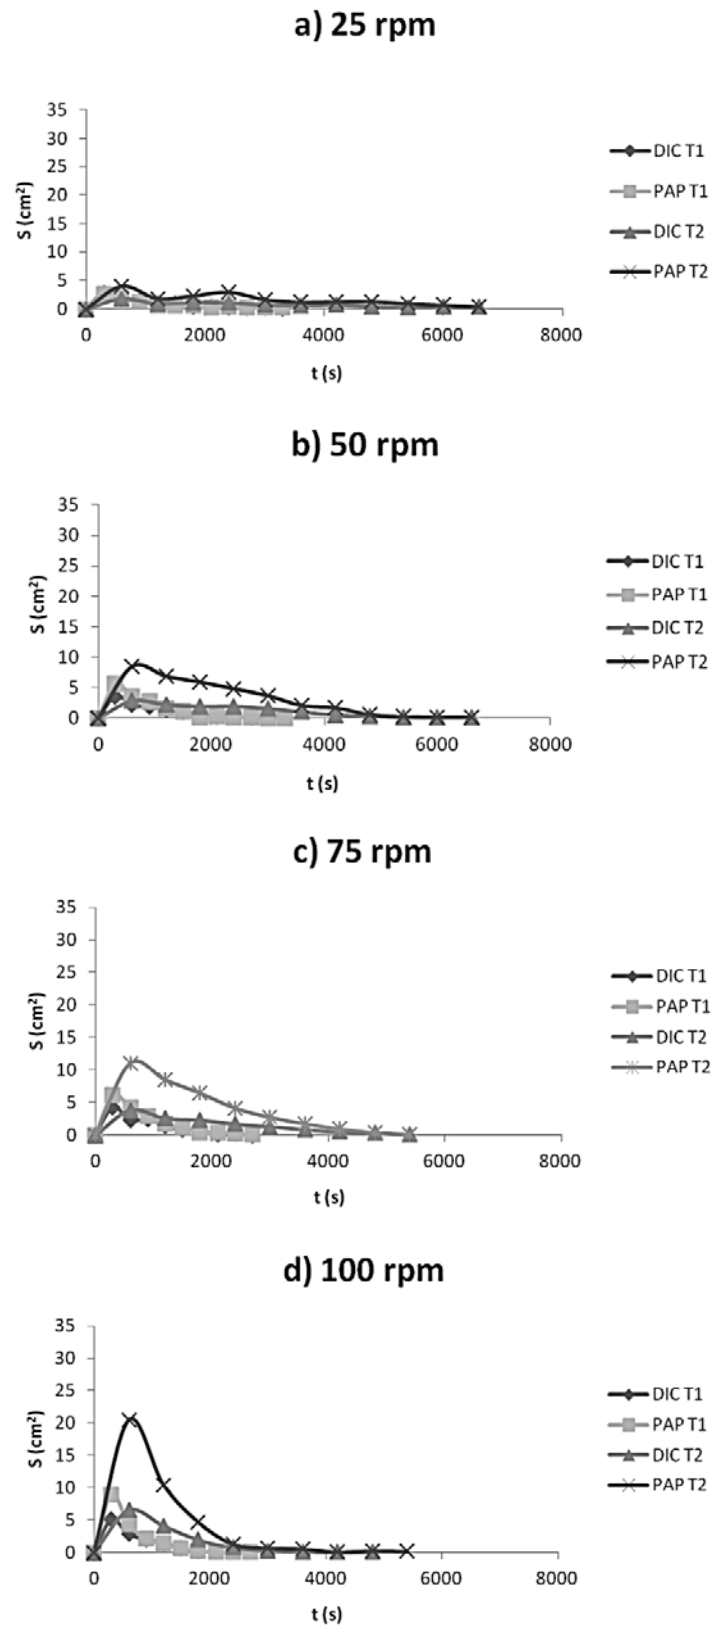 a) 25 rpm
35
30
25
20
15
10
5
0
S (cm²)
0 2000 4000 6000 8000
t (s)
DIC T1
PAP T1
DIC T2
PAP T2
b) 50 rpm
35
30
25
20
15
10
5
0
S (cm²)
0 2000 4000 6000 8000
t (s)
DIC T1
PAP T1
DIC T2
PAP T2
c) 75 rpm
35
30
25
20
15
10
5
0
S (cm²)
0 2000 4000 6000 8000
t (s)
DIC T1
PAP T1
DIC T2
PAP T2
d) 100 rpm
35
30
25
20
15
10
5
0
S (cm²)
0 2000 4000 6000 8000
t (s)
DIC T1
PAP T1
DIC T2
PAP T2